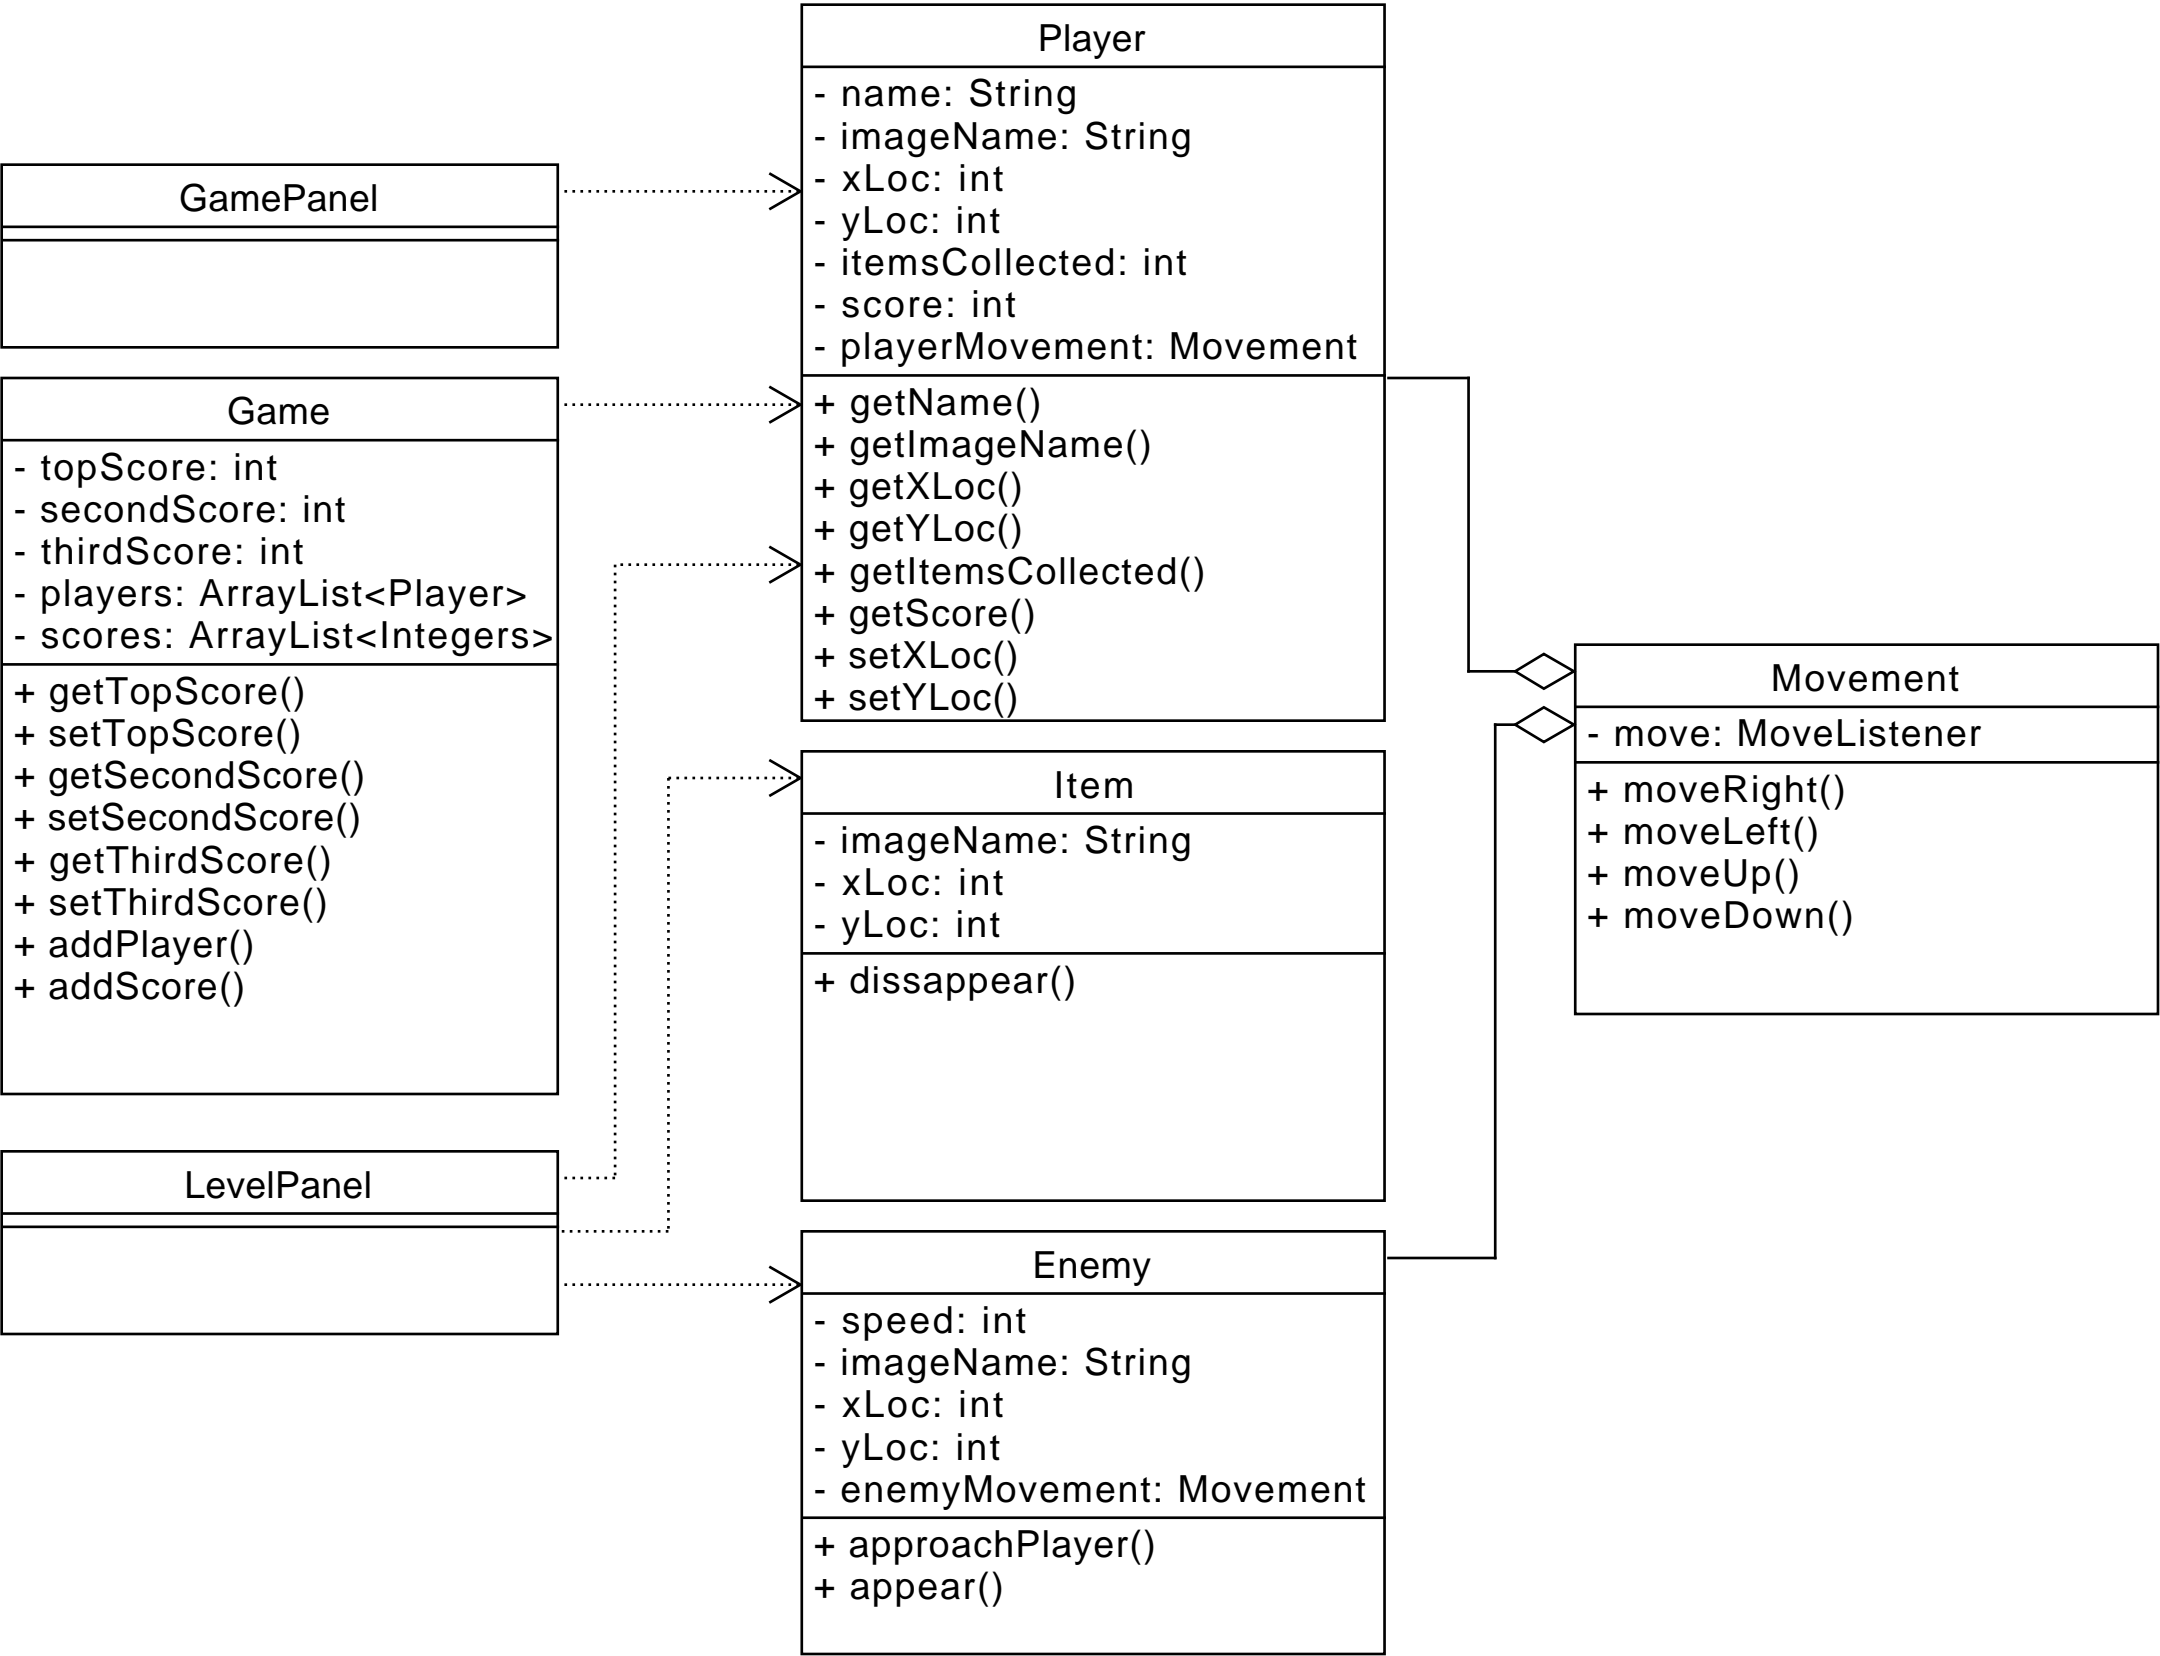 GamePanel
Game
- topScore: int
- secondScore: int
- thirdScore: int
- players: ArrayList<Player>
- scores: ArrayList<Integers>
+ getTopScore()
+ setTopScore()
+ getSecondScore()
+ setSecondScore()
+ getThirdScore()
+ setThirdScore()
+ addPlayer()
+ addScore()
LevelPanel
Player
- name: String
- imageName: String
- xLoc: int
- yLoc: int
- itemsCollected: int
- score: int
- playerMovement: Movement
+ getName()
+ getImageName()
+ getXLoc()
+ getYLoc()
+ getItemsCollected()
+ getScore()
+ setXLoc()
+ setYLoc()
Item
- imageName: String
- xLoc: int
- yLoc: int
+ dissappear()
Enemy
- speed: int
- imageName: String
- xLoc: int
- yLoc: int
- enemyMovement: Movement
+ approachPlayer()
+ appear()
Movement
- move: MoveListener
+ moveRight()
+ moveLeft()
+ moveUp()
+ moveDown()